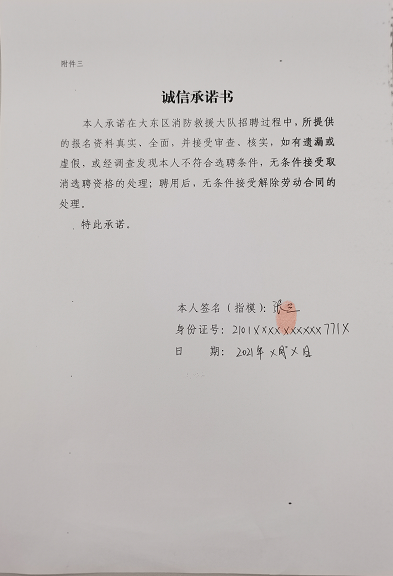 附件三
诚信承诺书
本人承诺在大东区消防救援大队招聘过程中，所提供
的报名资料真实、全面，并接受审查、核实，如有遗漏或
虚假、或经调查发现本人不符合选聘条件，无条件接受取
消选聘资格的处理；聘用后，无条件接受解除劳动合同的
处理。
特此承诺。
本人签名（指模）：张三
身份证号：2101XXXXXXXXXX771X
日 期：2021年X月X日